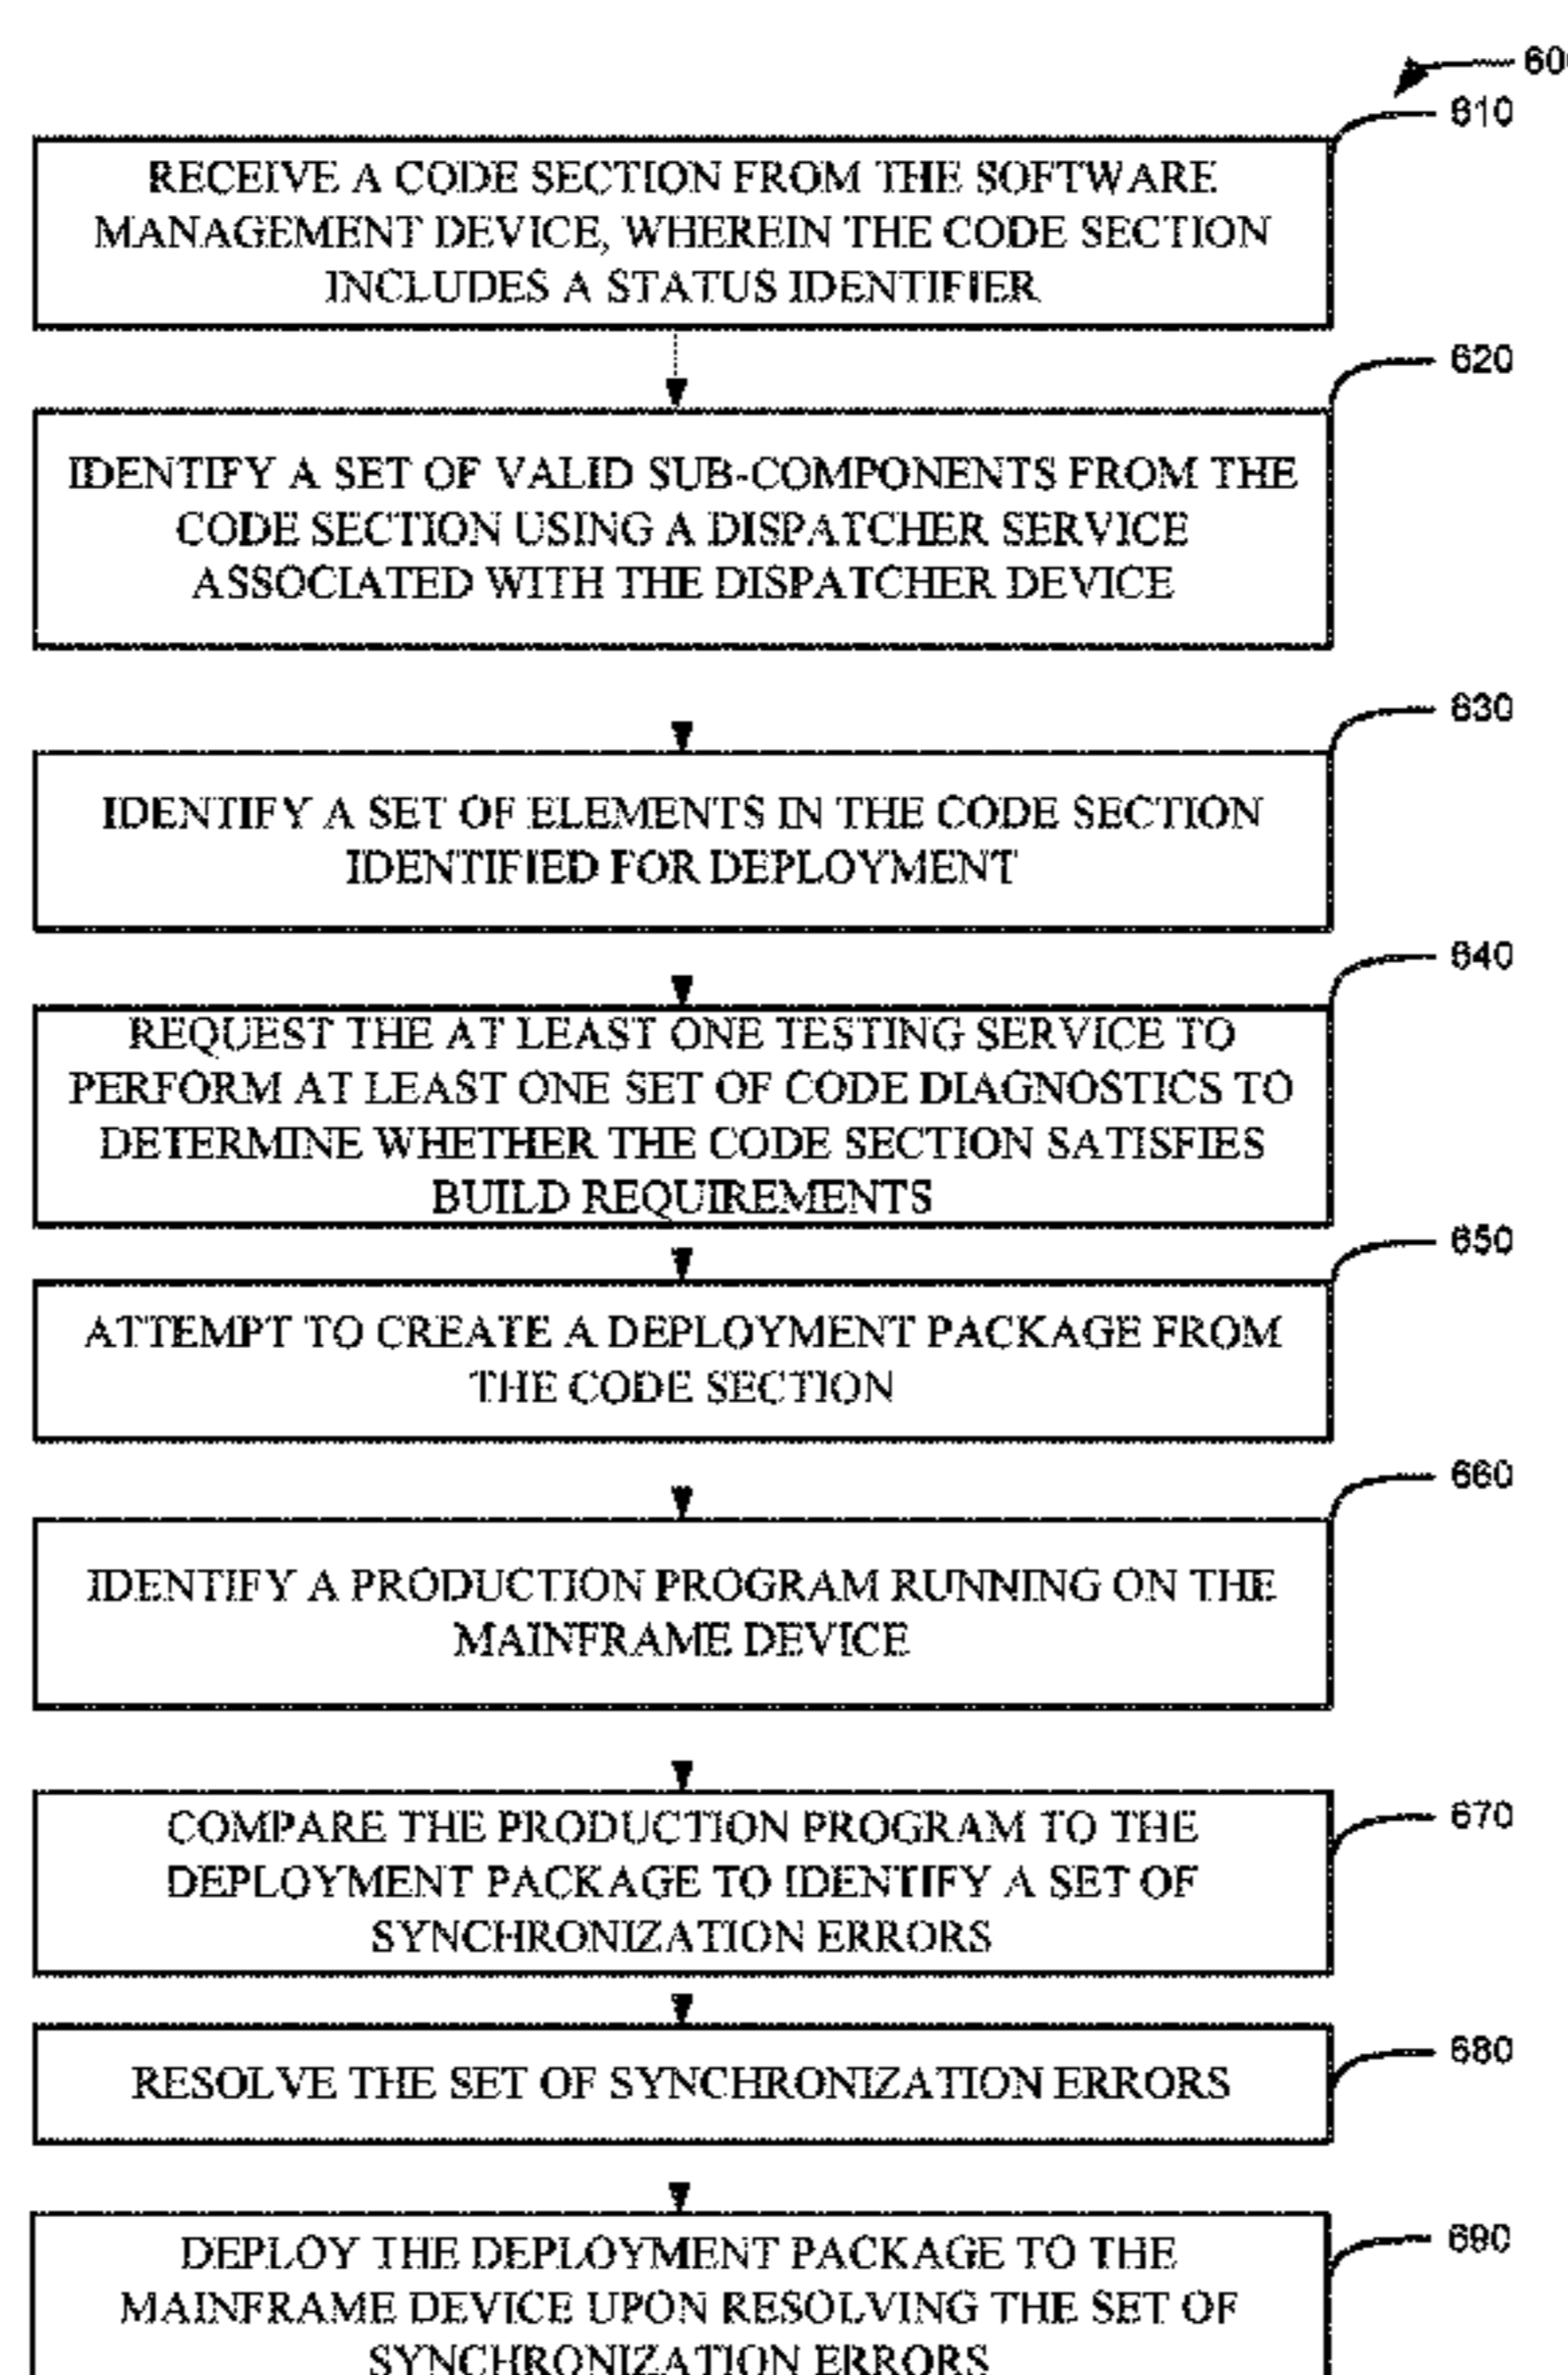 610
RECEIVE A CODE SECTION FROM THE SOFTWARE
MANAGEMENT DEVICE, WHEREIN THE CODE SECTION
INCLUDES A STATUS IDENTIFIER
620
IDENTIFY A SET OF VALID SUB-COMPONENTS FROM THE
CODE SECTION USING A DISPATCHER SERVICE
ASSOCIATED WITH THE DISPATCHER DEVICE
630
IDENTIFY A SET OF ELEMENTS IN THE CODE SECTION
IDENTIFIED FOR DEPLOYMENT
640
REQUEST THE AT LEAST ONE TESTING SERVICE TO
PERFORM AT LEAST ONE SET OF CODE DIAGNOSTICS TO
DETERMINE WHETHER THE CODE SECTION SATISFIES
BUILD REQUIREMENTS
650
ATTEMPT TO CREATE A DEPLOYMENT PACKAGE FROM
THE CODE SECTION
660
IDENTIFY A PRODUCTION PROGRAM RUNNING ON THE
MAINFRAME DEVICE
670
COMPARE THE PRODUCTION PROGRAM TO THE
DEPLOYMENT PACKAGE TO IDENTIFY A SET OF
SYNCHRONIZATION ERRORS
680
RESOLVE THE SET OF SYNCHRONIZATION ERRORS
690
DEPLOY THE DEPLOYMENT PACKAGE TO THE
MAINFRAME DEVICE UPON RESOLVING THE SET OF
SYNCHRONIZATION ERRORS